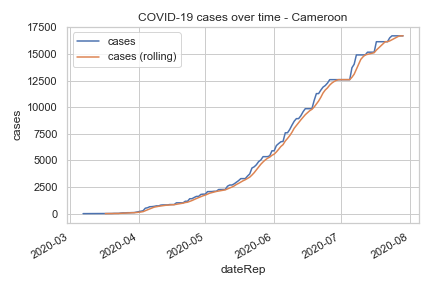 COVID-19 cases over time - Cameroon
cases
cases (rolling)
17500
15000
12500
10000
7500
5000
2500
0
cases
2020-03
2020-04
2020-05
2020-06
2020-07
2020-08
dateRep